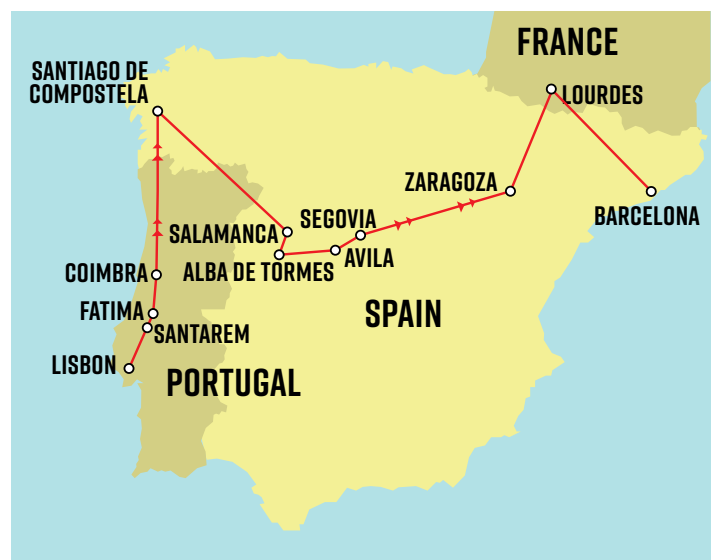 FRANCE
SANTIAGO DE
COMPOSTELA
LOURDES
ZARAGOZA
BARCELONA
SEGOVIA
SALAMANCA
AVILA
ALBA DE TORMES
COIMBRA
FATIMA
SPAIN
SANTAREM
LISBON
PORTUGAL